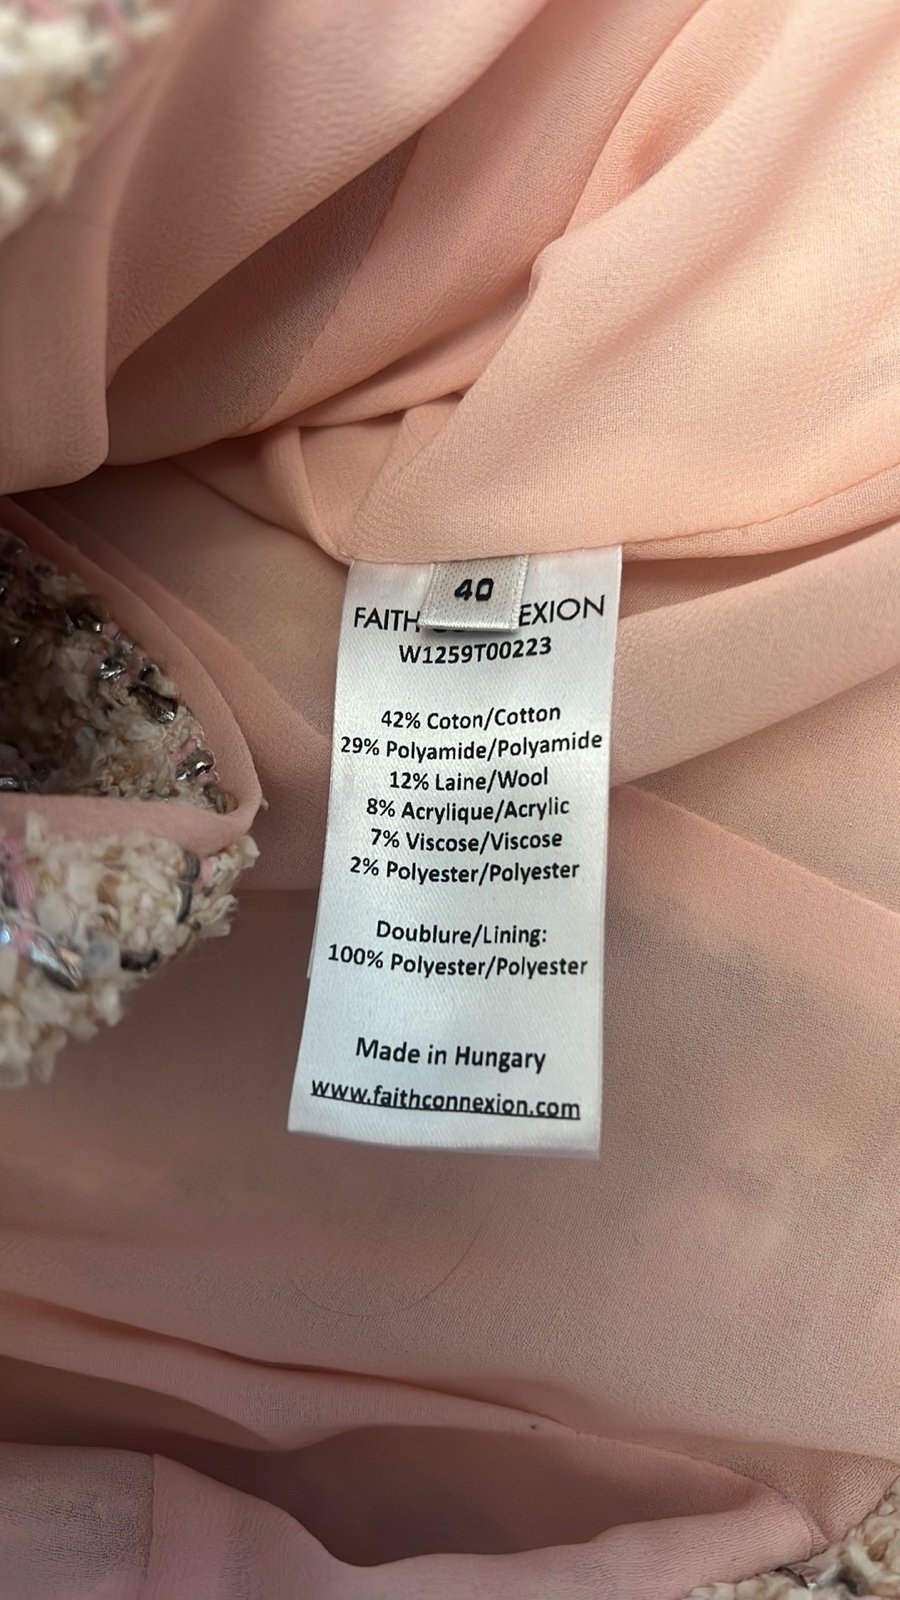 40
FAITH EXION
W1259T00223
42% Coton/Cotton
29% Polyamide/Polyamide
12% Laine/Wool
8% Acrylique/Acrylic
7% Viscose/Viscose
2% Polyester/Polyester
Doublure/Lining:
100% Polyester/Polyester
Made in Hungary
www.faithconnexion.com